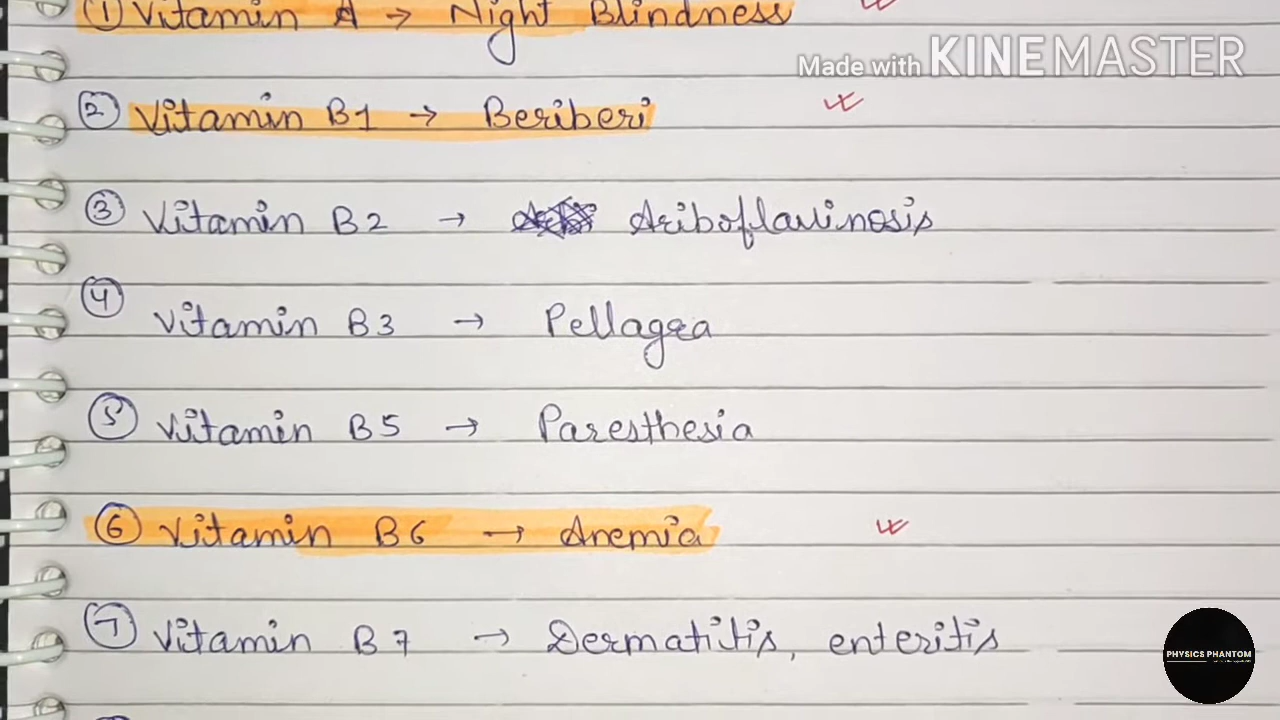 ① Vitamin A → Night Blindness
Made with KINEMASTER
② Vitamin B1 → Beriberi
③ Vitamin B2 → Ariboflavinosis
④ Vitamin B3 → Pellagra
⑤ Vitamin B5 → Paresthesia
⑥ Vitamin B6 → Anemia
⑦ Vitamin B7 → Dermatitis, enteritis
PHYSICS PHANTOM